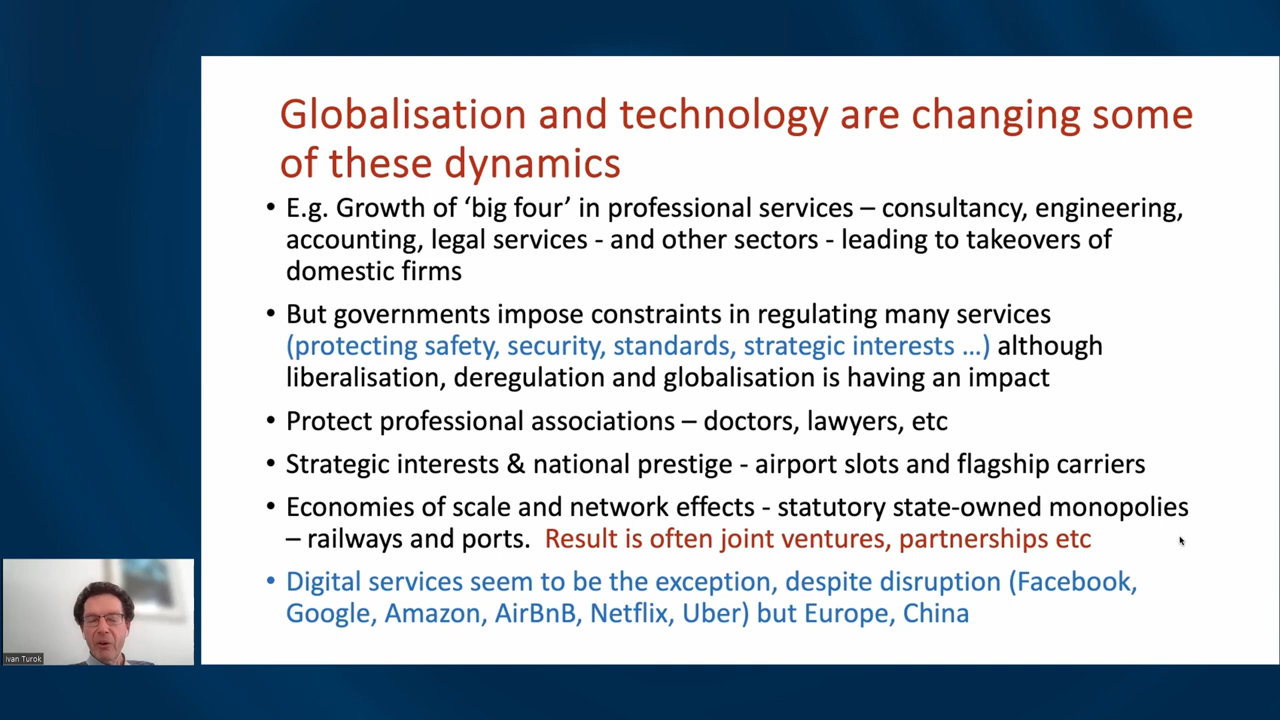 Globalisation and technology are changing some
of these dynamics
• E.g. Growth of ‘big four’ in professional services – consultancy, engineering,
accounting, legal services - and other sectors - leading to takeovers of
domestic firms
• But governments impose constraints in regulating many services
(protecting safety, security, standards, strategic interests …) although
liberalisation, deregulation and globalisation is having an impact
• Protect professional associations – doctors, lawyers, etc
• Strategic interests & national prestige - airport slots and flagship carriers
• Economies of scale and network effects - statutory state-owned monopolies
– railways and ports.  Result is often joint ventures, partnerships etc
• Digital services seem to be the exception, despite disruption (Facebook,
Google, Amazon, AirBnB, Netflix, Uber) but Europe, China
Ivan Turok